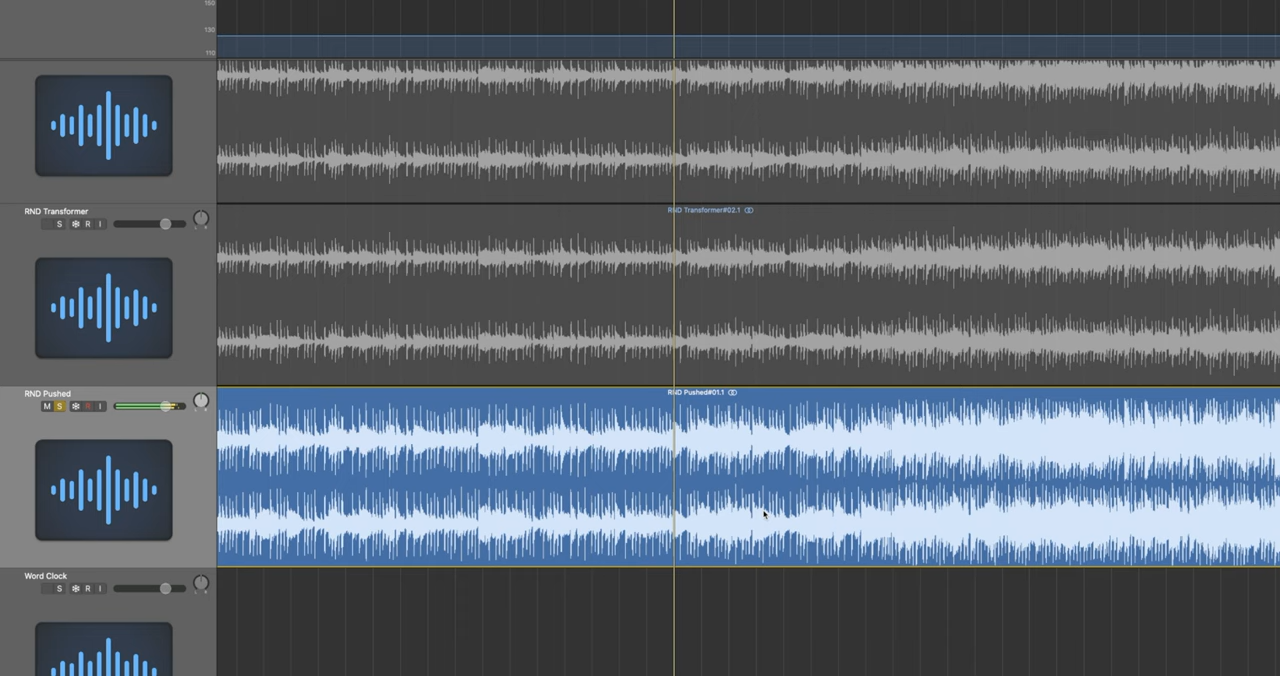 150
130
110
RND Transformer
S R I
RND Transformer#02.1
RND Pushed
M S R I
RND Pushed#01.1
Word Clock
S R I